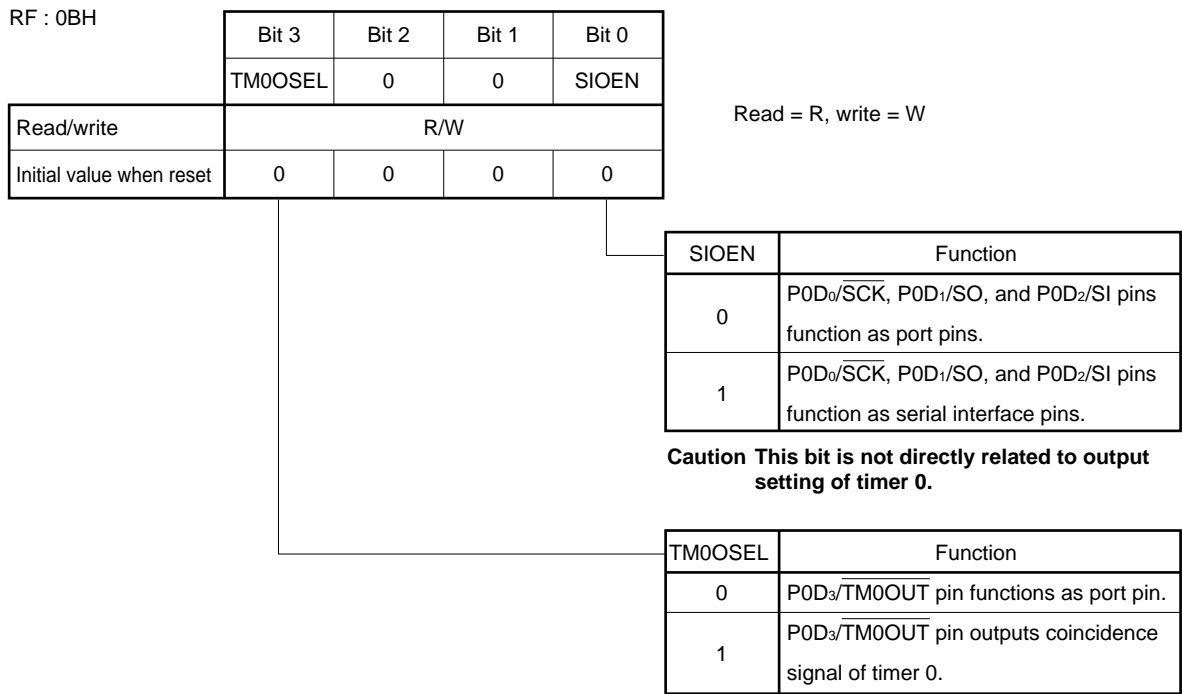 RF : 0BH
Bit 3 Bit 2 Bit 1 Bit 0
TM0OSEL 0 0 SIOEN
Read/write R/W
Read = R, write = W
Initial value when reset 0 0 0 0
SIOEN Function
0 P0D₀/S̅C̅K̅, P0D₁/SO, and P0D₂/SI pins
function as port pins.
1 P0D₀/S̅C̅K̅, P0D₁/SO, and P0D₂/SI pins
function as serial interface pins.
Caution This bit is not directly related to output
setting of timer 0.
TM0OSEL Function
0 P0D₃/T̅M̅0̅O̅U̅T̅ pin functions as port pin.
1 P0D₃/T̅M̅0̅O̅U̅T̅ pin outputs coincidence
signal of timer 0.